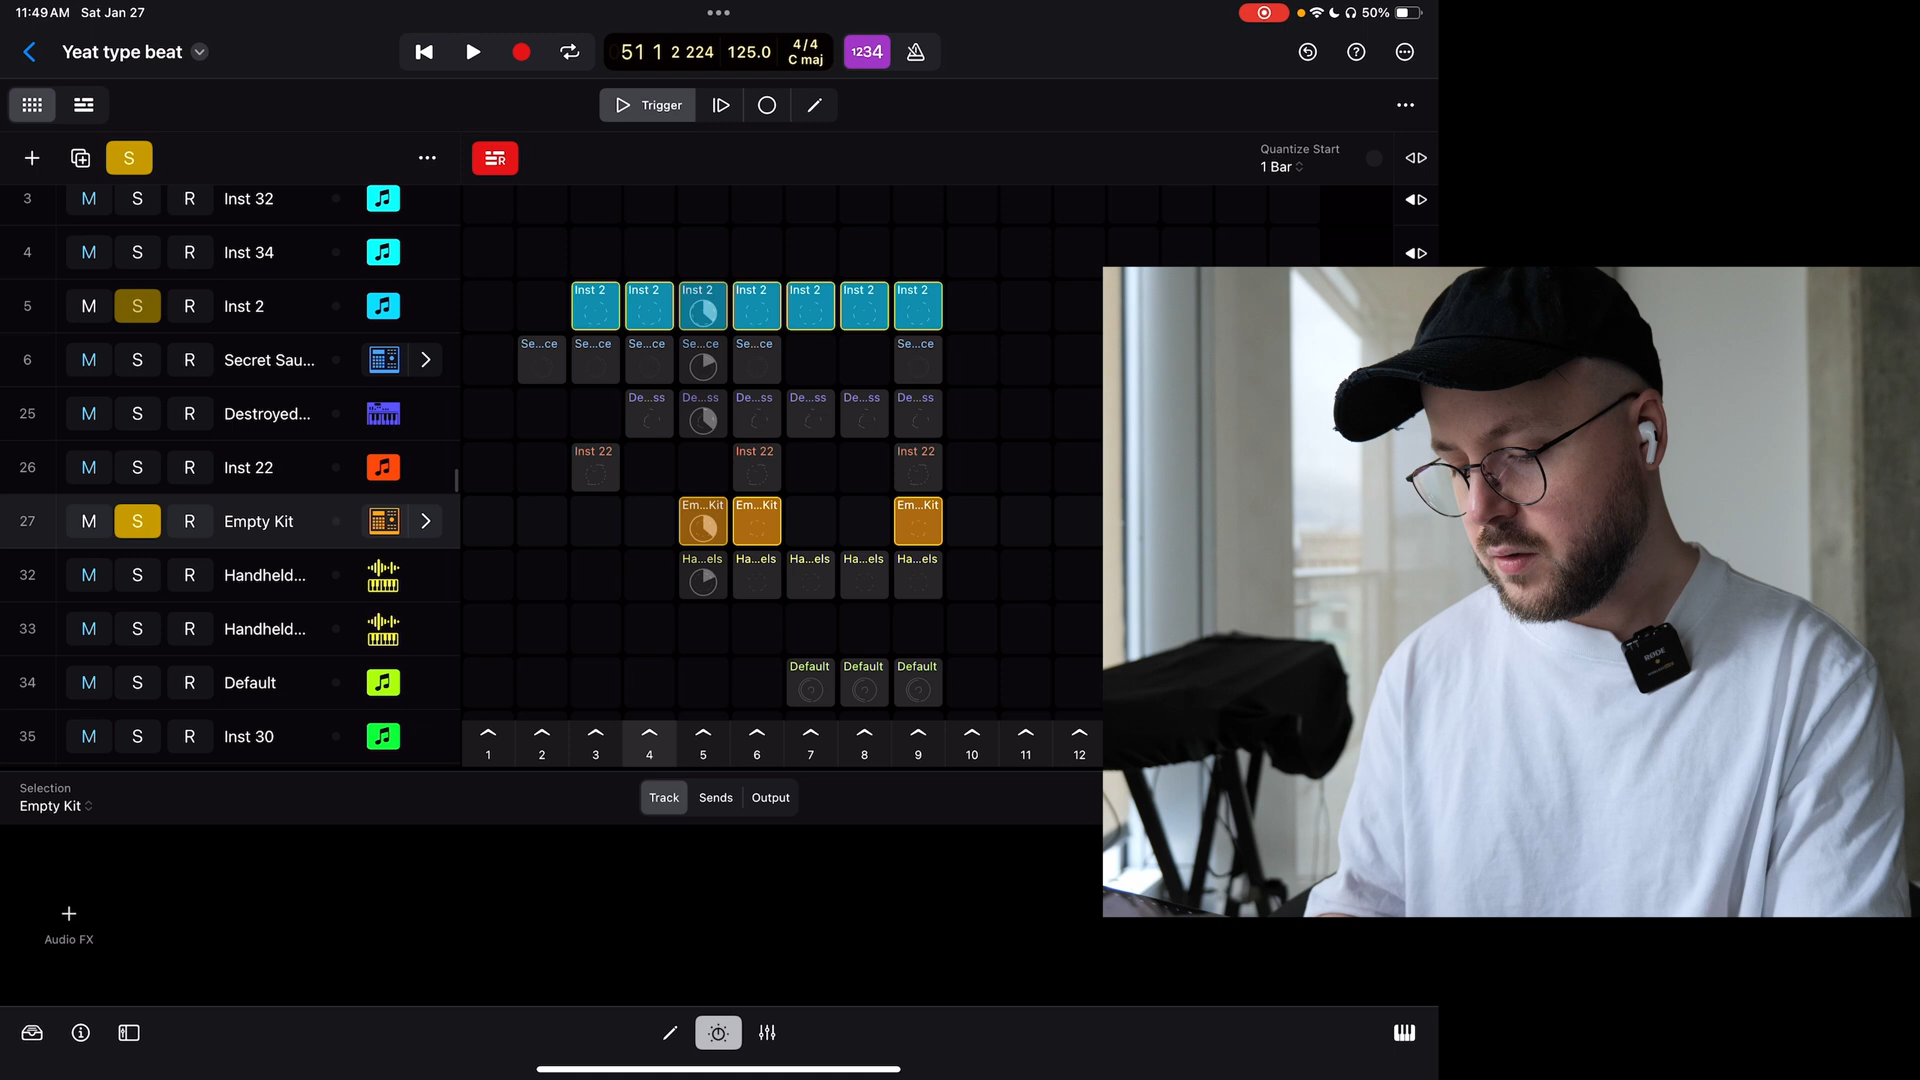 11:49 AM Sat Jan 27
50%
Yeat type beat
51 1 2 224
125.0
4/4
C maj
1234
Trigger
S
R
Quantize Start
1 Bar
3 M S R Inst 32
4 M S R Inst 34
5 M S R Inst 2
Inst 2 Inst 2 Inst 2 Inst 2 Inst 2 Inst 2 Inst 2
6 M S R Secret Sau...
Se...ce Se...ce Se...ce Se...ce Se...ce Se...ce
25 M S R Destroyed...
De...ss De...ss De...ss De...ss De...ss De...ss
26 M S R Inst 22
Inst 22 Inst 22 Inst 22
27 M S R Empty Kit
Em...Kit Em...Kit Em...Kit
32 M S R Handheld...
Ha...els Ha...els Ha...els Ha...els Ha...els
33 M S R Handheld...
34 M S R Default
Default Default Default
35 M S R Inst 30
1 2 3 4 5 6 7 8 9 10 11 12
Selection
Empty Kit
Track Sends Output
Audio FX
RØDE